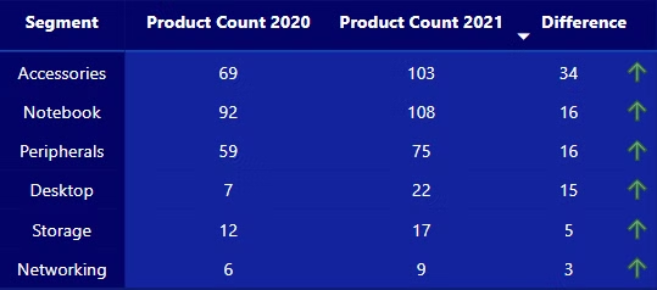 Segment Product Count 2020 Product Count 2021 Difference
Accessories 69 103 34
Notebook 92 108 16
Peripherals 59 75 16
Desktop 7 22 15
Storage 12 17 5
Networking 6 9 3